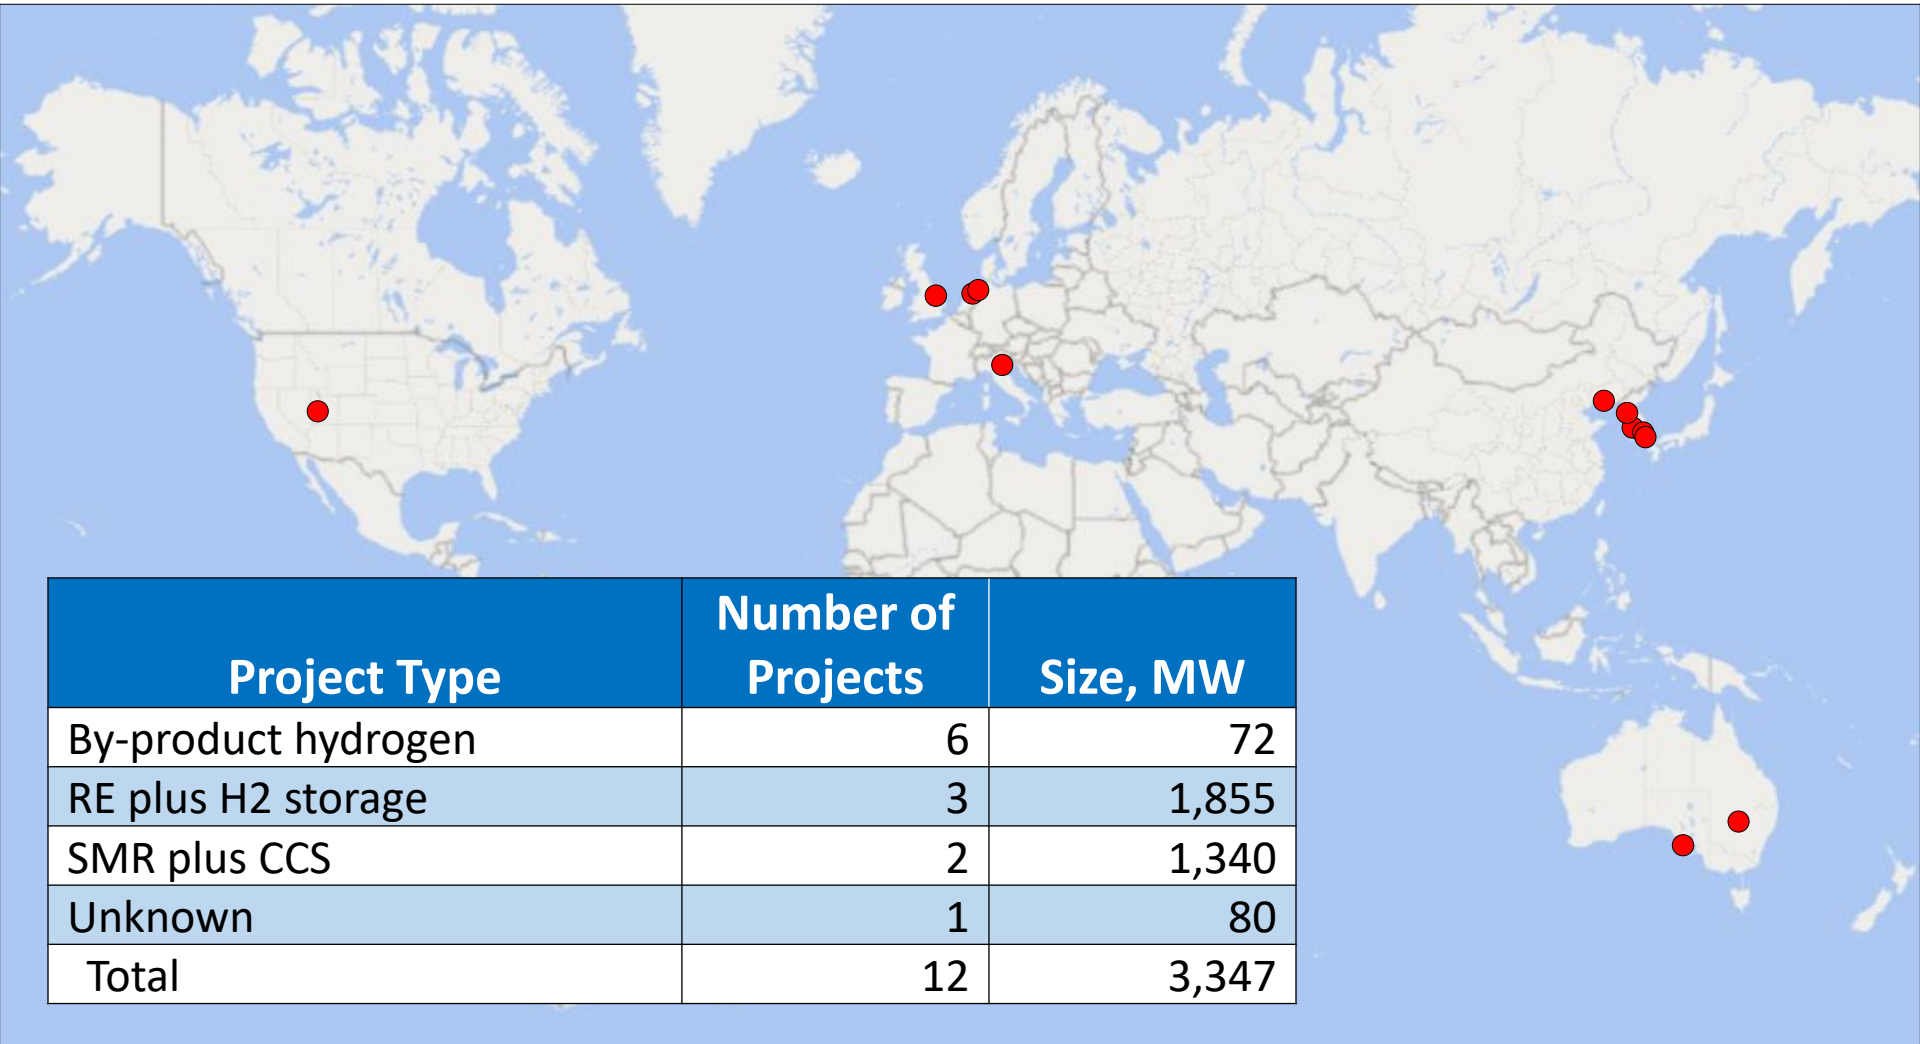 Project Type Number of Projects Size, MW
By-product hydrogen 6 72
RE plus H2 storage 3 1,855
SMR plus CCS 2 1,340
Unknown 1 80
Total 12 3,347